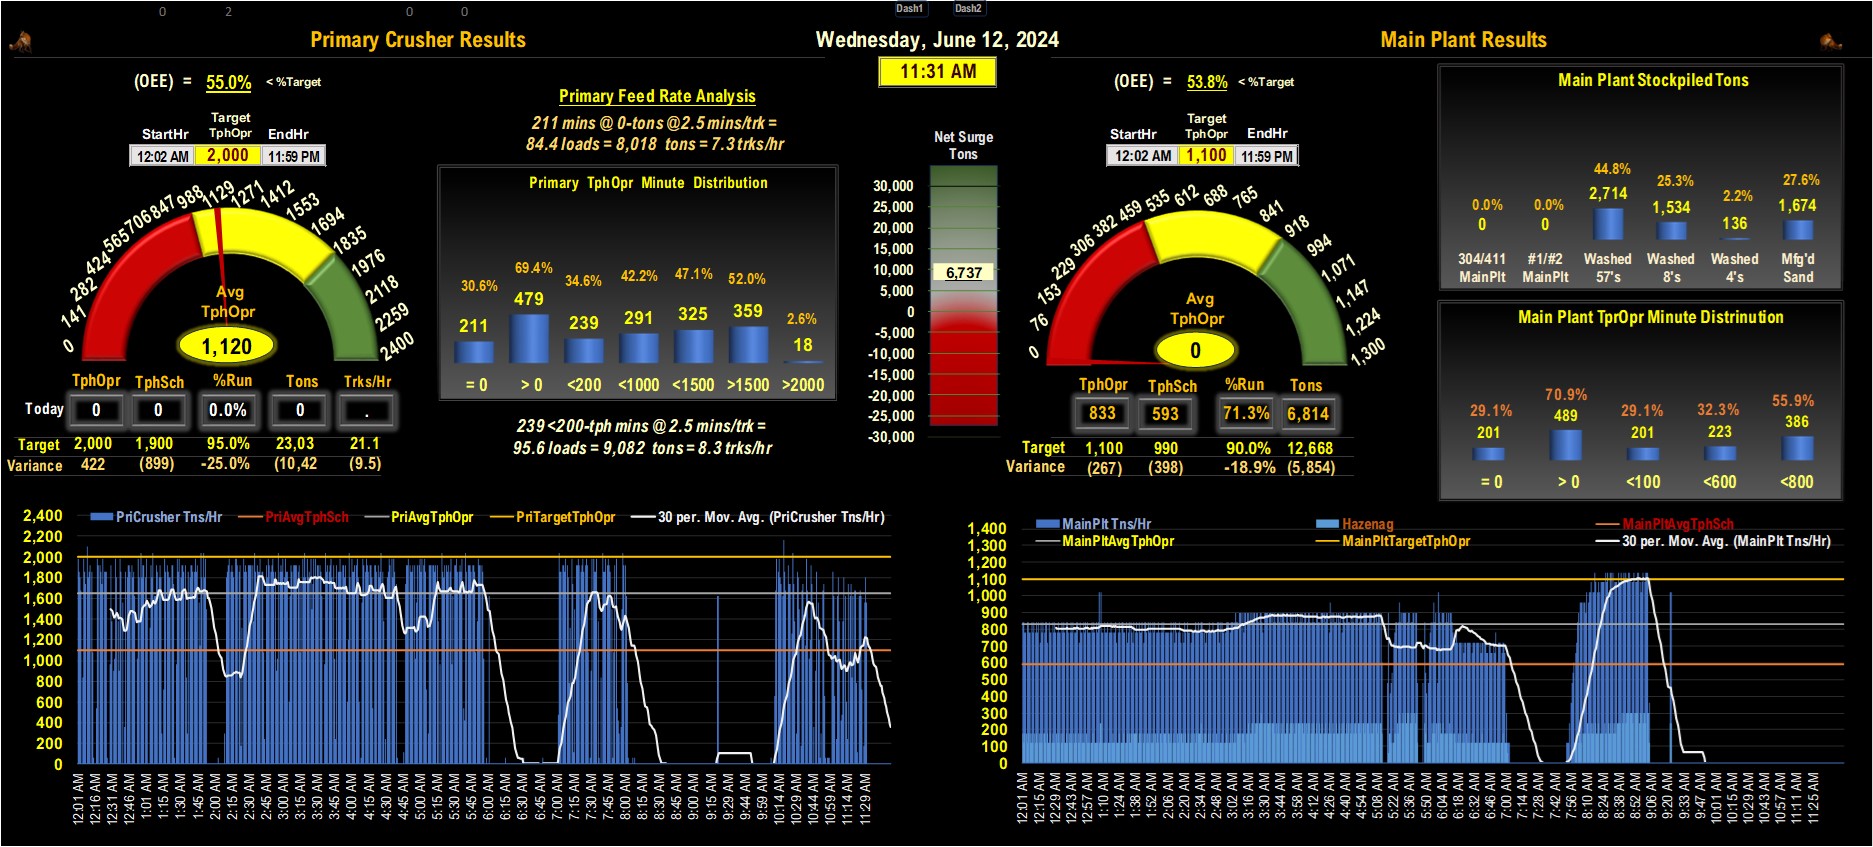 0 2 0 0 Dash1 Dash2
Primary Crusher Results
Wednesday, June 12, 2024
Main Plant Results
11:31 AM
(OEE) = 55.0% < %Target
Target
StartHr TphOpr EndHr
12:02 AM 2,000 11:59 PM
0 141 282 424 565 706 847 988 1129 1271 1412 1553 1694 1835 1976 2118 2259 2400
Avg
TphOpr
1,120
TphOpr TphSch %Run Tons Trks/Hr
Today 0 0 0.0% 0 .
Target 2,000 1,900 95.0% 23,03 21.1
Variance 422 (899) -25.0% (10,42 (9.5)
Primary Feed Rate Analysis
211 mins @ 0-tons @2.5 mins/trk =
84.4 loads = 8,018 tons = 7.3 trks/hr
Primary TphOpr Minute Distribution
30.6% 69.4% 34.6% 42.2% 47.1% 52.0% 2.6%
211 479 239 291 325 359 18
= 0 > 0 <200 <1000 <1500 >1500 >2000
239 <200-tph mins @ 2.5 mins/trk =
95.6 loads = 9,082 tons = 8.3 trks/hr
Net Surge
Tons
30,000
25,000
20,000
15,000
10,000
6,737
5,000
0
-5,000
-10,000
-15,000
-20,000
-25,000
-30,000
(OEE) = 53.8% < %Target
Target
StartHr TphOpr EndHr
12:02 AM 1,100 11:59 PM
0 76 153 229 306 382 459 535 612 688 765 841 918 994 1,071 1,147 1,224 1,300
Avg
TphOpr
0
TphOpr TphSch %Run Tons
833 593 71.3% 6,814
Target 1,100 990 90.0% 12,668
Variance (267) (398) -18.9% (5,854)
Main Plant Stockpiled Tons
0.0% 0.0% 44.8% 25.3% 2.2% 27.6%
0 0 2,714 1,534 136 1,674
304/411 #1/#2 Washed Washed Washed Mfg'd
MainPlt MainPlt 57's 8's 4's Sand
Main Plant TprOpr Minute Distrinution
29.1% 70.9% 29.1% 32.3% 55.9%
201 489 201 223 386
= 0 > 0 <100 <600 <800
PriCrusher Tns/Hr PriAvgTphSch PriAvgTphOpr PriTargetTphOpr 30 per. Mov. Avg. (PriCrusher Tns/Hr)
2,400
2,200
2,000
1,800
1,600
1,400
1,200
1,000
800
600
400
200
0
12:01 AM 12:16 AM 12:31 AM 12:46 AM 1:01 AM 1:15 AM 1:30 AM 1:45 AM 2:00 AM 2:15 AM 2:30 AM 2:45 AM 3:00 AM 3:15 AM 3:30 AM 3:45 AM 4:00 AM 4:15 AM 4:30 AM 4:45 AM 5:00 AM 5:15 AM 5:30 AM 5:45 AM 6:00 AM 6:15 AM 6:30 AM 6:45 AM 7:00 AM 7:15 AM 7:30 AM 7:45 AM 8:00 AM 8:15 AM 8:30 AM 8:45 AM 9:00 AM 9:15 AM 9:29 AM 9:44 AM 9:59 AM 10:14 AM 10:29 AM 10:44 AM 10:59 AM 11:14 AM 11:29 AM
MainPlt Tns/Hr Hazenag MainPltAvgTphSch
MainPltAvgTphOpr MainPltTargetTphOpr 30 per. Mov. Avg. (MainPlt Tns/Hr)
1,400
1,300
1,200
1,100
1,000
900
800
700
600
500
400
300
200
100
0
12:01 AM 12:15 AM 12:29 AM 12:43 AM 12:57 AM 1:10 AM 1:24 AM 1:38 AM 1:52 AM 2:06 AM 2:20 AM 2:34 AM 2:48 AM 3:02 AM 3:16 AM 3:30 AM 3:44 AM 3:58 AM 4:12 AM 4:26 AM 4:40 AM 4:54 AM 5:08 AM 5:22 AM 5:36 AM 5:50 AM 6:04 AM 6:18 AM 6:32 AM 6:46 AM 7:00 AM 7:14 AM 7:28 AM 7:42 AM 7:56 AM 8:10 AM 8:24 AM 8:38 AM 8:52 AM 9:06 AM 9:20 AM 9:33 AM 9:47 AM 10:01 AM 10:15 AM 10:29 AM 10:43 AM 10:57 AM 11:11 AM 11:25 AM